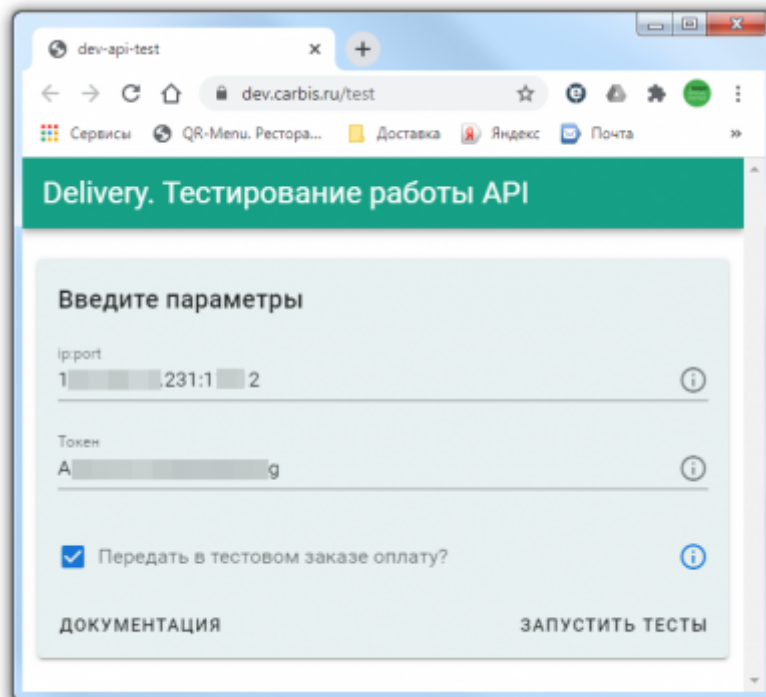 dev-api-test
dev.carbis.ru/test
Сервисы QR-Menu. Рестора... Доставка Яндекс Почта »
Delivery. Тестирование работы API
Введите параметры
ip:port
1 .231:1 2
Токен
A g
Передать в тестовом заказе оплату?
ДОКУМЕНТАЦИЯ ЗАПУСТИТЬ ТЕСТЫ